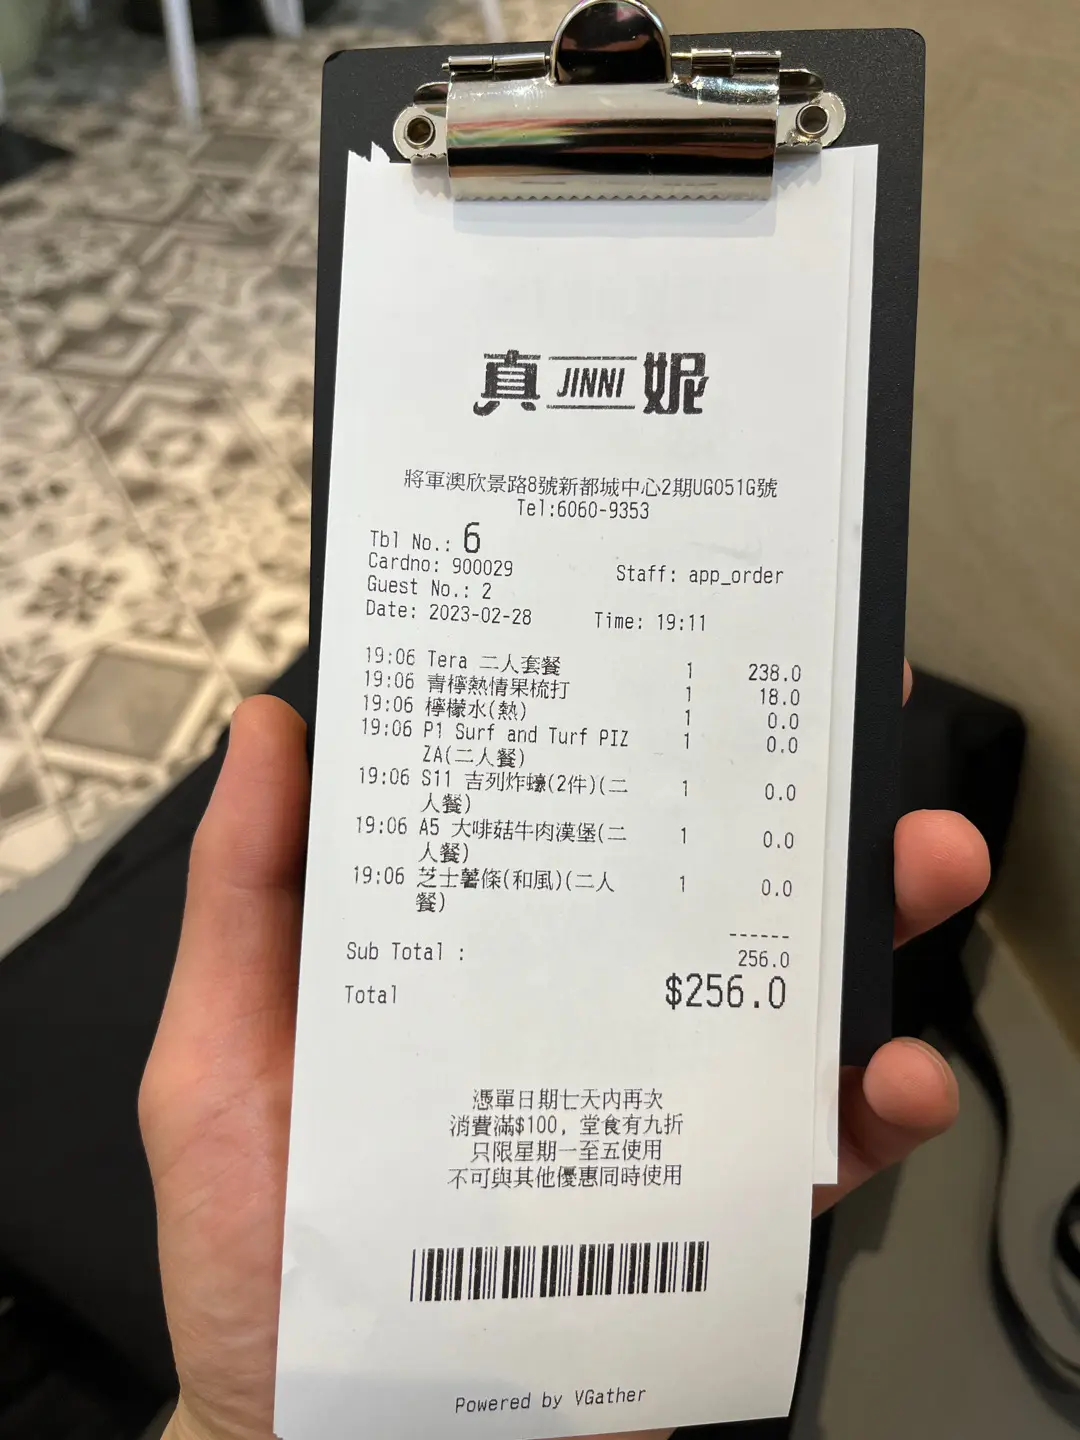 真 JINNI 妮
將軍澳欣景路8號新都城中心2期UG051G號
Tel:6060-9353
Tbl No.: 6
Cardno: 900029 Staff: app_order
Guest No.: 2
Date: 2023-02-28 Time: 19:11
19:06 Tera 二人套餐 1 238.0
19:06 青檸熱情果梳打 1 18.0
19:06 檸檬水(熱) 1 0.0
19:06 P1 Surf and Turf PIZ 1 0.0
ZA(二人餐)
19:06 S11 吉列炸蠔(2件)(二 1 0.0
人餐)
19:06 A5 大啡菇牛肉漢堡(二 1 0.0
人餐)
19:06 芝士薯條(和風)(二人 1 0.0
餐)
------
Sub Total : 256.0
Total $256.0
憑單日期七天內再次
消費滿$100, 堂食有九折
只限星期一至五使用
不可與其他優惠同時使用
Powered by VGather